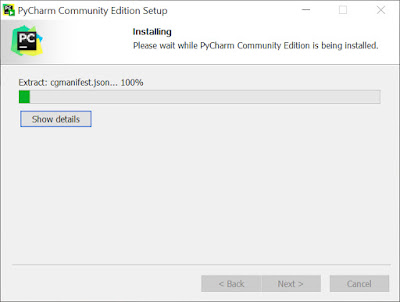 PyCharm Community Edition Setup
PC
Installing
Please wait while PyCharm Community Edition is being installed.
Extract: cgmanifest.json... 100%
Show details
< Back
Next >
Cancel